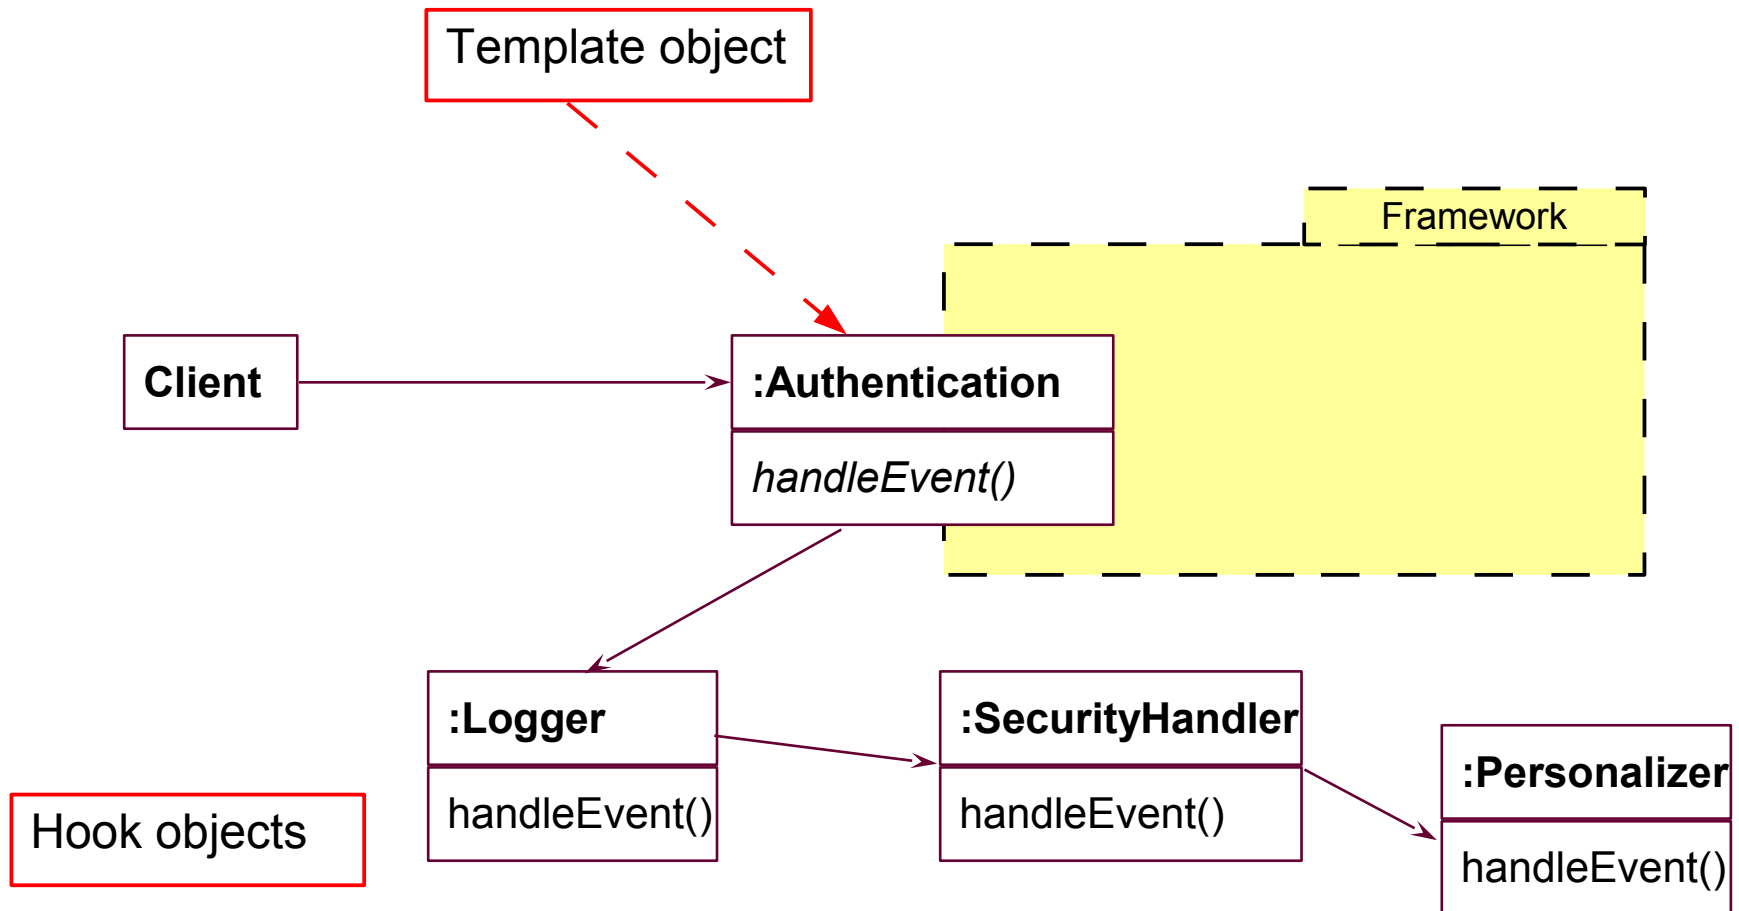 Template object
Framework
Client
:Authentication
handleEvent()
:Logger
handleEvent()
:SecurityHandler
handleEvent()
:Personalizer
handleEvent()
Hook objects